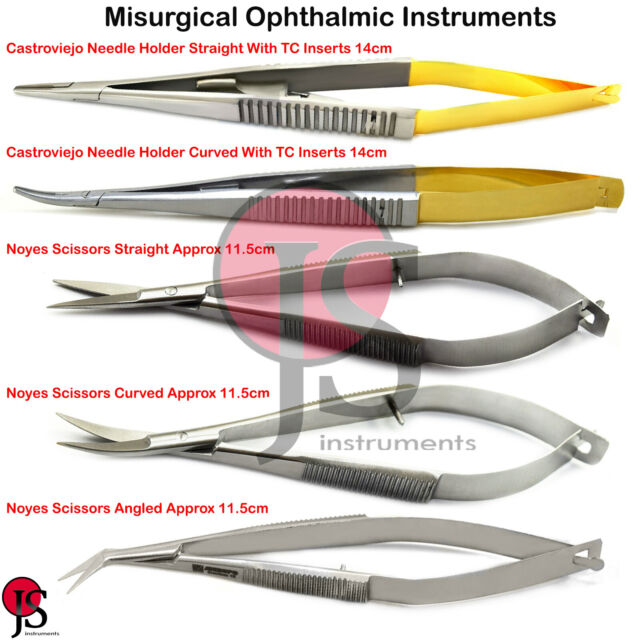 Misurgical Ophthalmic Instruments
Castroviejo Needle Holder Straight With TC Inserts 14cm
Castroviejo Needle Holder Curved With TC Inserts 14cm
Noyes Scissors Straight Approx 11.5cm
JS
Noyes Scissors Curved Approx 11.5cm
instruments
Noyes Scissors Angled Approx 11.5cm
JS
instruments